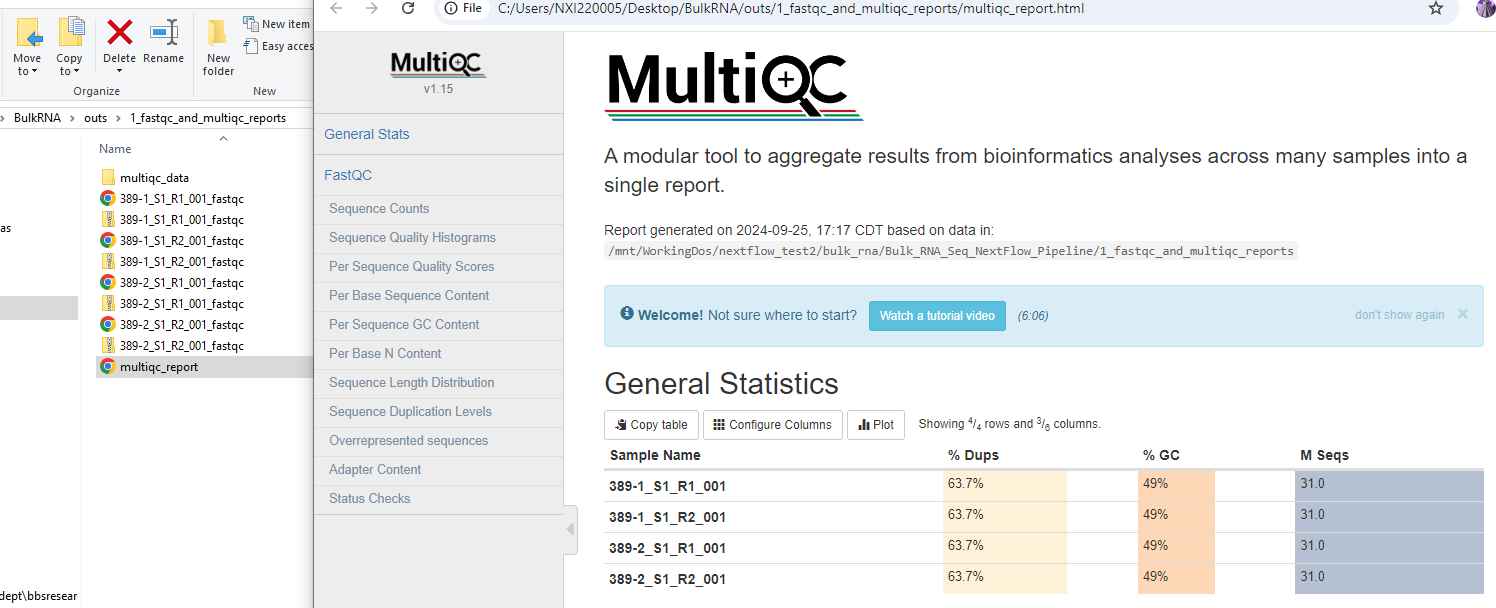 Move to
Copy to
Delete
Rename
New folder
New item
Easy acces
Organize
New
BulkRNA > outs > 1_fastqc_and_multiqc_reports
Name
multiqc_data
389-1_S1_R1_001_fastqc
389-1_S1_R1_001_fastqc
389-1_S1_R2_001_fastqc
389-1_S1_R2_001_fastqc
389-2_S1_R1_001_fastqc
389-2_S1_R1_001_fastqc
389-2_S1_R2_001_fastqc
389-2_S1_R2_001_fastqc
multiqc_report
as
dept\bbsresear
File C:/Users/NXI220005/Desktop/BulkRNA/outs/1_fastqc_and_multiqc_reports/multiqc_report.html
MultiQC
v1.15
General Stats
FastQC
Sequence Counts
Sequence Quality Histograms
Per Sequence Quality Scores
Per Base Sequence Content
Per Sequence GC Content
Per Base N Content
Sequence Length Distribution
Sequence Duplication Levels
Overrepresented sequences
Adapter Content
Status Checks
MultiQC
A modular tool to aggregate results from bioinformatics analyses across many samples into a
single report.
Report generated on 2024-09-25, 17:17 CDT based on data in:
/mnt/WorkingDos/nextflow_test2/bulk_rna/Bulk_RNA_Seq_NextFlow_Pipeline/1_fastqc_and_multiqc_reports
Welcome! Not sure where to start? Watch a tutorial video (6:06) don't show again ×
General Statistics
Copy table Configure Columns Plot Showing 4/4 rows and 3/6 columns.
Sample Name % Dups % GC M Seqs
389-1_S1_R1_001 63.7% 49% 31.0
389-1_S1_R2_001 63.7% 49% 31.0
389-2_S1_R1_001 63.7% 49% 31.0
389-2_S1_R2_001 63.7% 49% 31.0